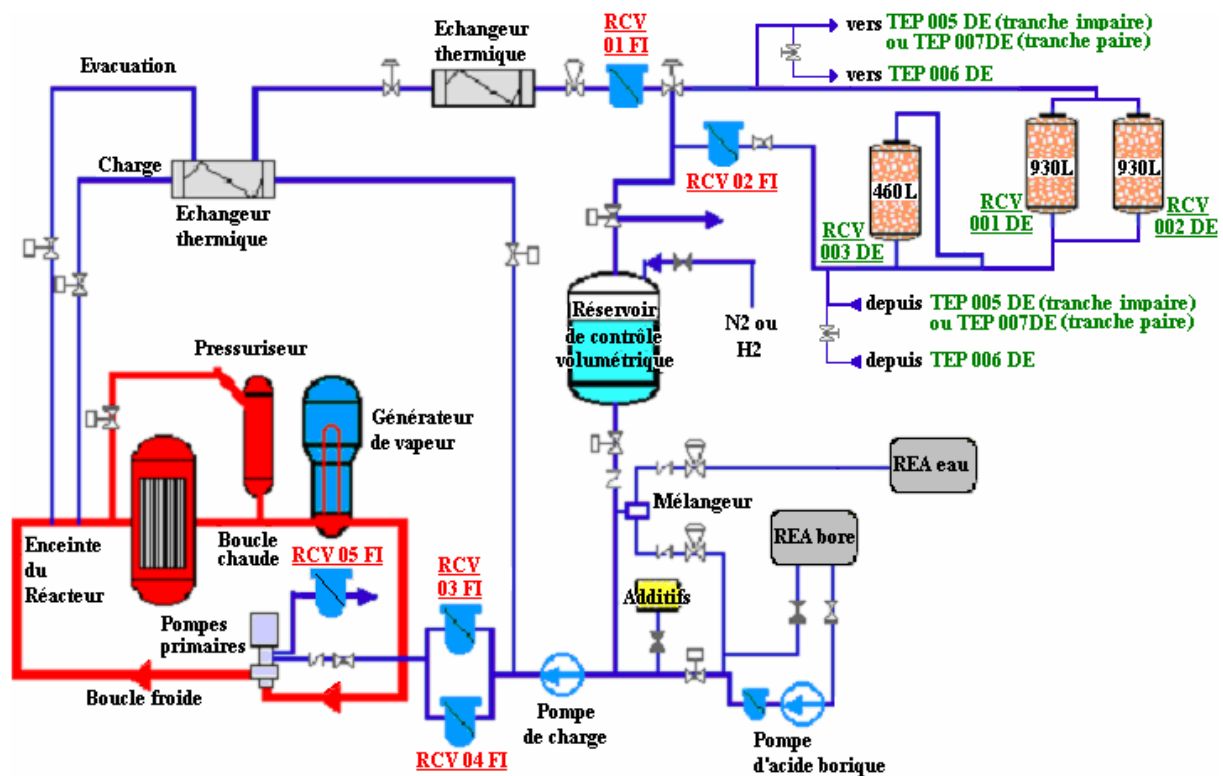 RCV
01 FI
vers TEP 005 DE (tranche impaire)
ou TEP 007DE (tranche paire)
Echangeur
thermique
Evacuation
vers TEP 006 DE
Charge
RCV 02 FI
930L
930L
460L
Echangeur
thermique
RCV
001 DE
RCV
002 DE
RCV
003 DE
Réservoir
de contrôle
volumétrique
N2 ou
H2
depuis TEP 005 DE (tranche impaire)
ou TEP 007DE (tranche paire)
depuis TEP 006 DE
Pressuriseur
Générateur
de vapeur
REA eau
Mélangeur
REA bore
Enceinte
du
Réacteur
Boucle
chaude
RCV 05 FI
RCV
03 FI
Additifs
Pompes
primaires
Boucle froide
Pompe
de charge
RCV 04 FI
Pompe
d'acide borique